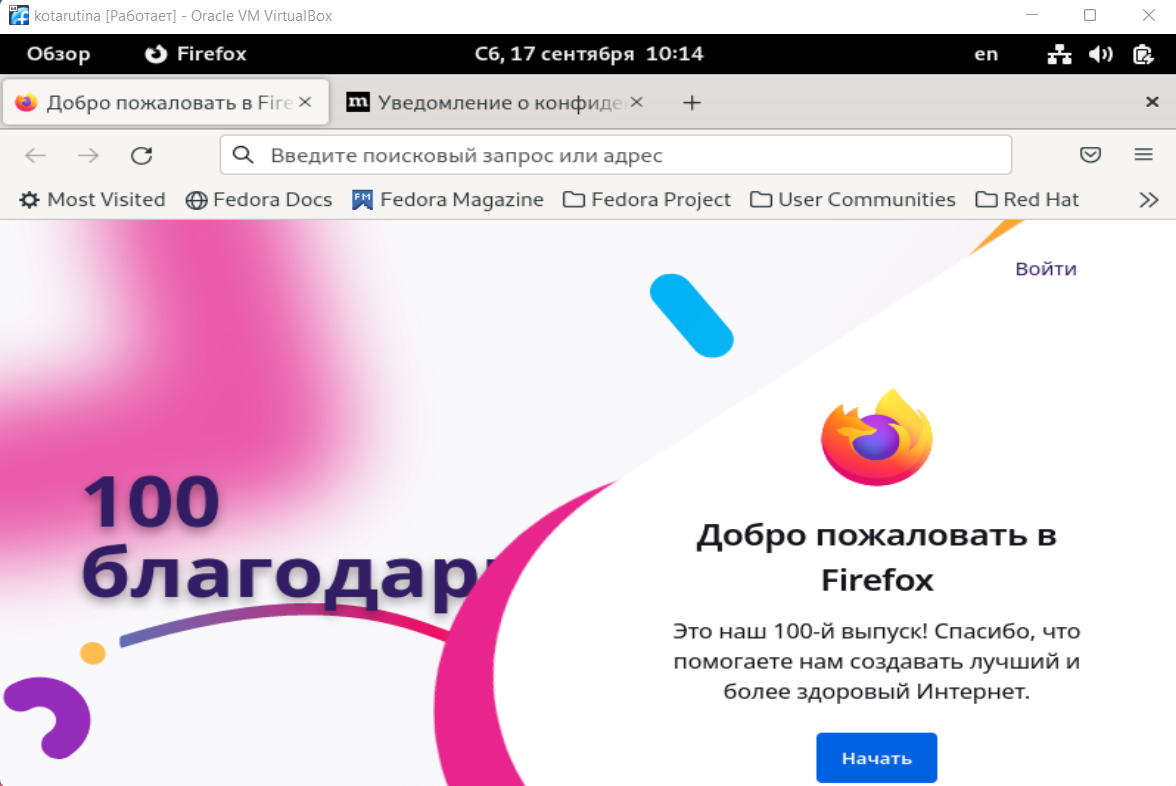 kotarutina [Работает] - Oracle VM VirtualBox
Обзор Firefox Сб, 17 сентября 10:14 en
Добро пожаловать в Fire Уведомление о конфиде
Введите поисковый запрос или адрес
Most Visited Fedora Docs FM Fedora Magazine Fedora Project User Communities Red Hat
Войти
100
благодар
Добро пожаловать в
Firefox
Это наш 100-й выпуск! Спасибо, что
помогаете нам создавать лучший и
более здоровый Интернет.
Начать